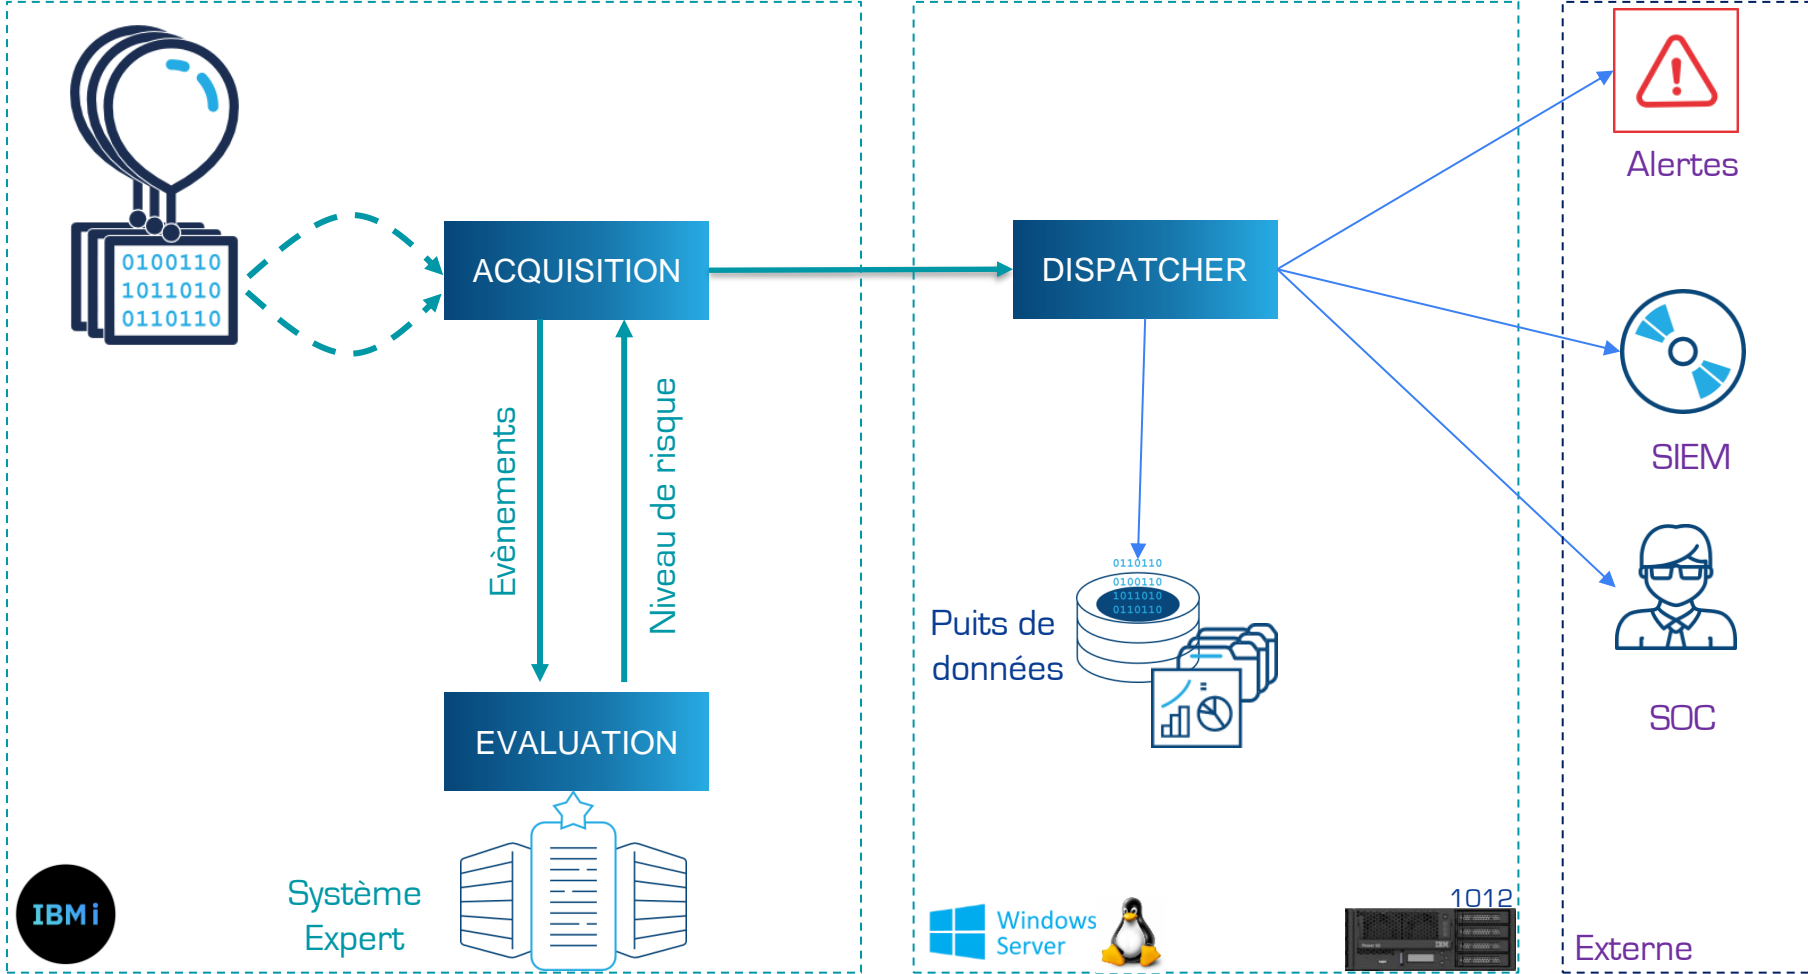 Alertes
0100110
1011010
0110110
ACQUISITION
DISPATCHER
Evènements
Niveau de risque
SIEM
0110110
0100110
1011010
0110110
Puits de
données
SOC
EVALUATION
Système
Expert
IBM i
Windows
Server
1012
IBM
Externe